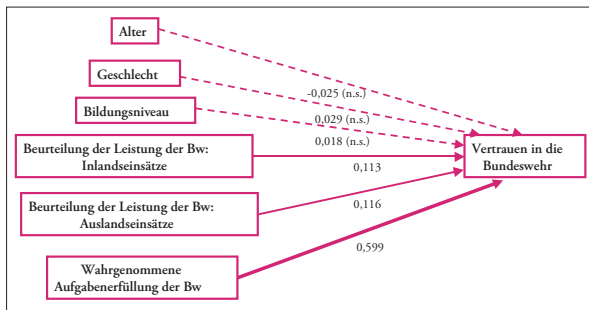 Alter
Geschlecht
-0,025 (n.s.)
Bildungsniveau
0,029 (n.s.)
0,018 (n.s.)
Beurteilung der Leistung der Bw:
Inlandseinsätze
Vertrauen in die
Bundeswehr
0,113
Beurteilung der Leistung der Bw:
Auslandseinsätze
0,116
0,599
Wahrgenommene
Aufgabenerfüllung der Bw